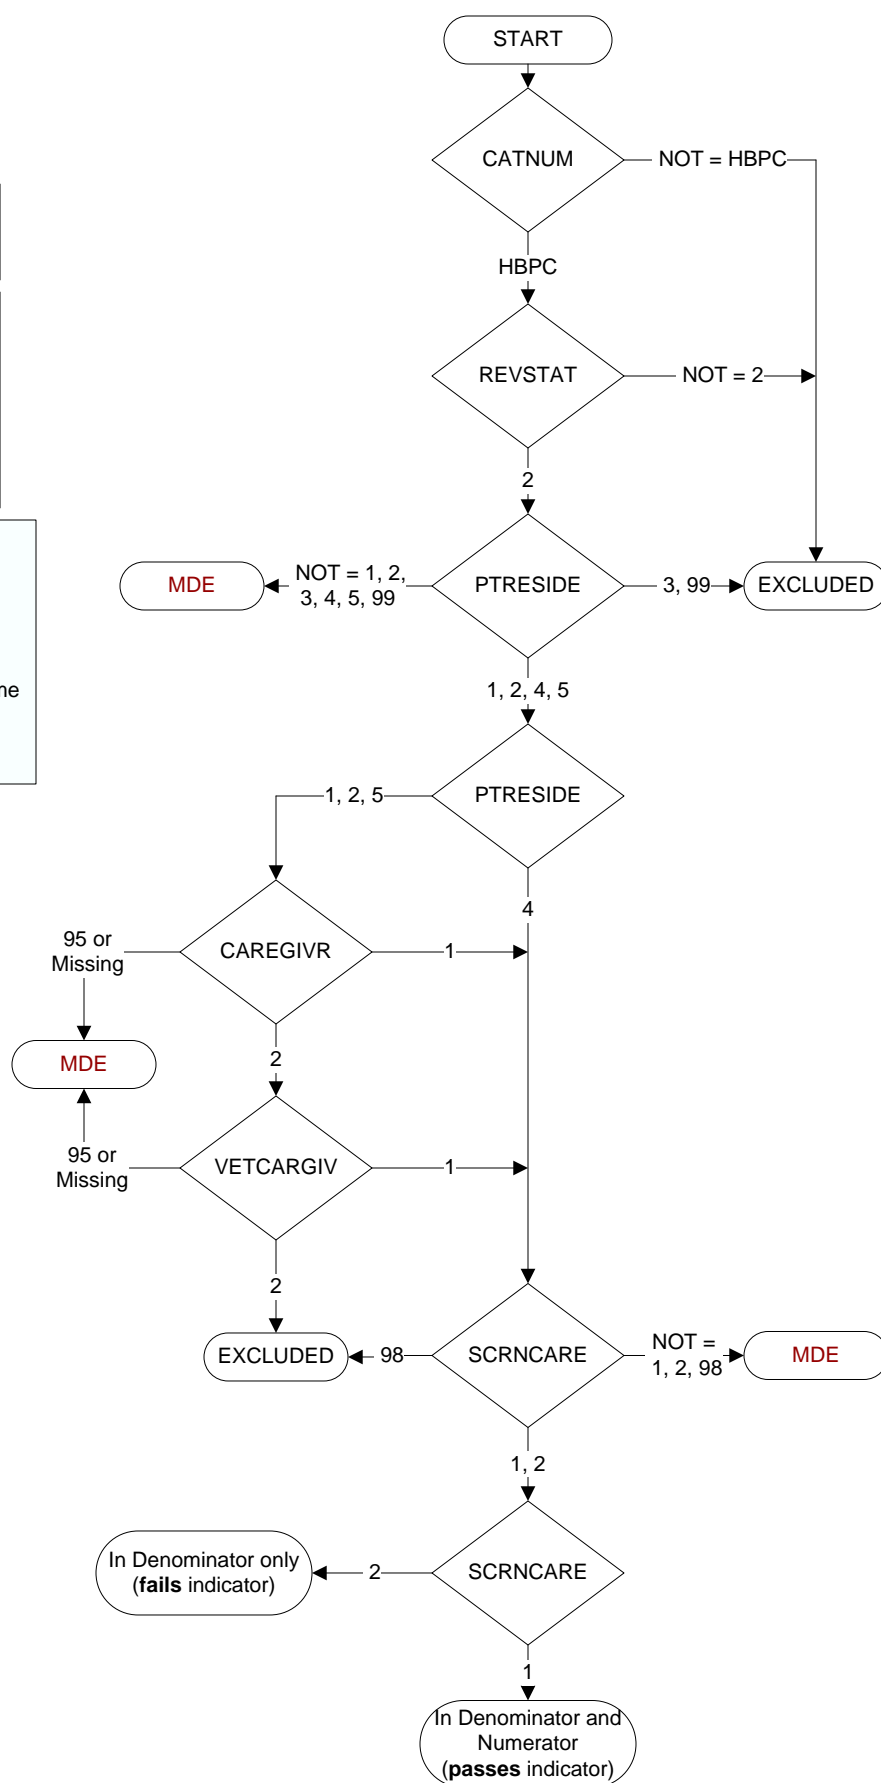 START
CATNUM
NOT = HBPC
HBPC
REVSTAT
NOT = 2
2
MDE
NOT = 1, 2,
3, 4, 5, 99
PTRESIDE
3, 99
EXCLUDED
me
1, 2, 4, 5
1, 2, 5
PTRESIDE
4
95 or
Missing
CAREGIVR
1
MDE
2
95 or
Missing
VETCARGIV
1
2
EXCLUDED
98
SCRNCARE
NOT =
1, 2, 98
MDE
1, 2
In Denominator only
(fails indicator)
2
SCRNCARE
1
In Denominator and
Numerator
(passes indicator)